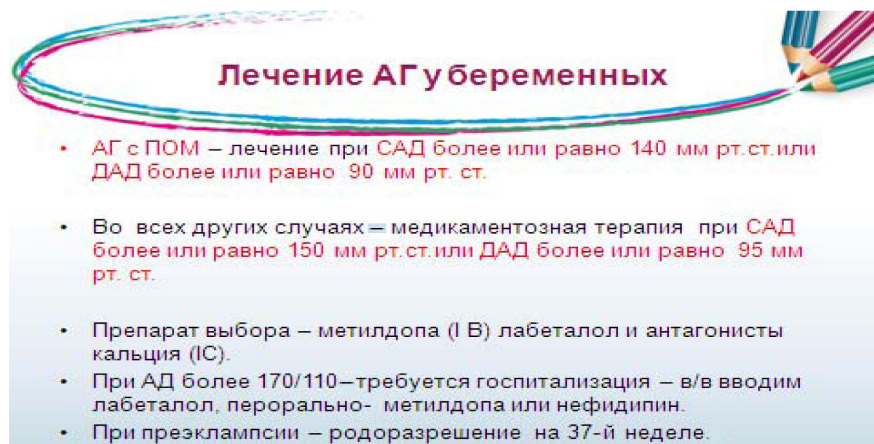 Лечение АГ у беременных
АГ с ПОМ – лечение при САД более или равно 140 мм рт.ст.или
ДАД более или равно 90 мм рт. ст.
Во всех других случаях – медикаментозная терапия при САД
более или равно 150 мм рт.ст.или ДАД более или равно 95 мм
рт. ст.
Препарат выбора – метилдопа (I B) лабеталол и антагонисты
кальция (IC).
При АД более 170/110–требуется госпитализация – в/в вводим
лабеталол, перорально- метилдопа или нефидипин.
При преэклампсии – родоразрешение на 37-й неделе.